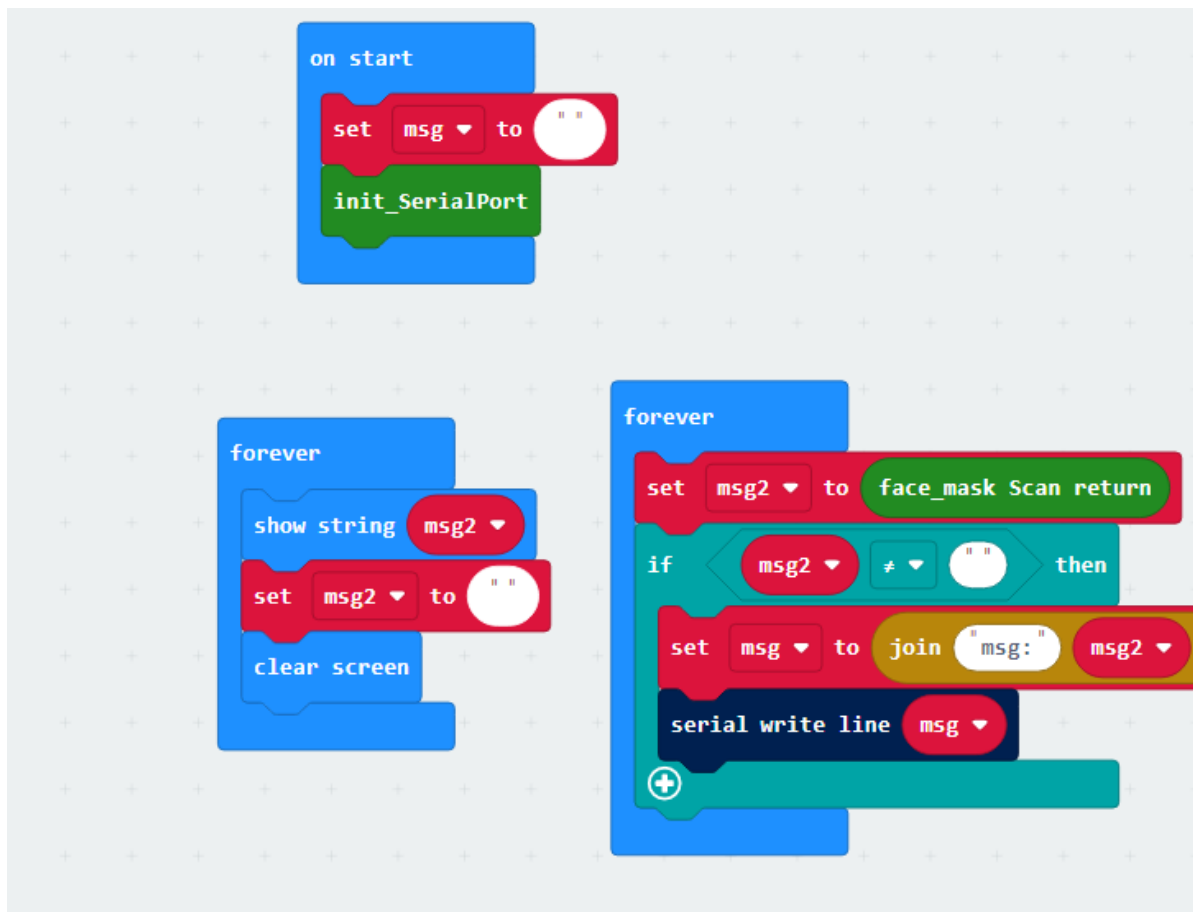 on start
set msg to " "
init_SerialPort
forever
show string msg2
set msg2 to " "
clear screen
forever
set msg2 to face_mask Scan return
if msg2 ≠ " " then
set msg to join "msg:" msg2
serial write line msg